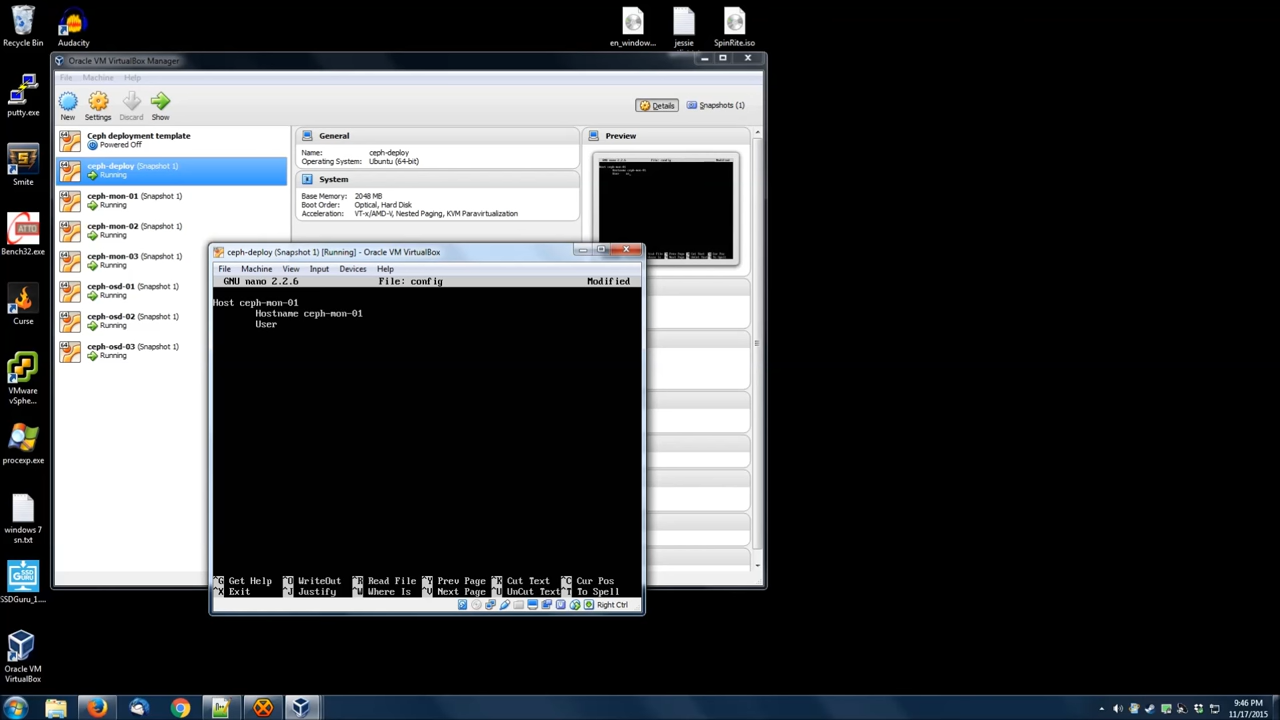 Recycle Bin
Audacity
en_window...
jessie
SpinRite.iso
putty.exe
Smite
Bench32.exe
Curse
VMware
vSphe...
procexp.exe
windows 7
sn.txt
SSDGuru_1....
Oracle VM
VirtualBox
Oracle VM VirtualBox Manager
File Machine Help
New Settings Discard Show
Details Snapshots (1)
Ceph deployment template
Powered Off
ceph-deploy (Snapshot 1)
Running
ceph-mon-01 (Snapshot 1)
Running
ceph-mon-02 (Snapshot 1)
Running
ceph-mon-03 (Snapshot 1)
Running
ceph-osd-01 (Snapshot 1)
Running
ceph-osd-02 (Snapshot 1)
Running
ceph-osd-03 (Snapshot 1)
Running
General
Name: ceph-deploy
Operating System: Ubuntu (64-bit)
System
Base Memory: 2048 MB
Boot Order: Optical, Hard Disk
Acceleration: VT-x/AMD-V, Nested Paging, KVM Paravirtualization
Preview
ceph-deploy (Snapshot 1) [Running] - Oracle VM VirtualBox
File Machine View Input Devices Help
GNU nano 2.2.6 File: config Modified
Host ceph-mon-01
Hostname ceph-mon-01
User
^G Get Help ^O WriteOut ^R Read File ^Y Prev Page ^K Cut Text ^C Cur Pos
^X Exit ^J Justify ^W Where Is ^V Next Page ^U UnCut Text ^T To Spell
Right Ctrl
9:46 PM
11/17/2015